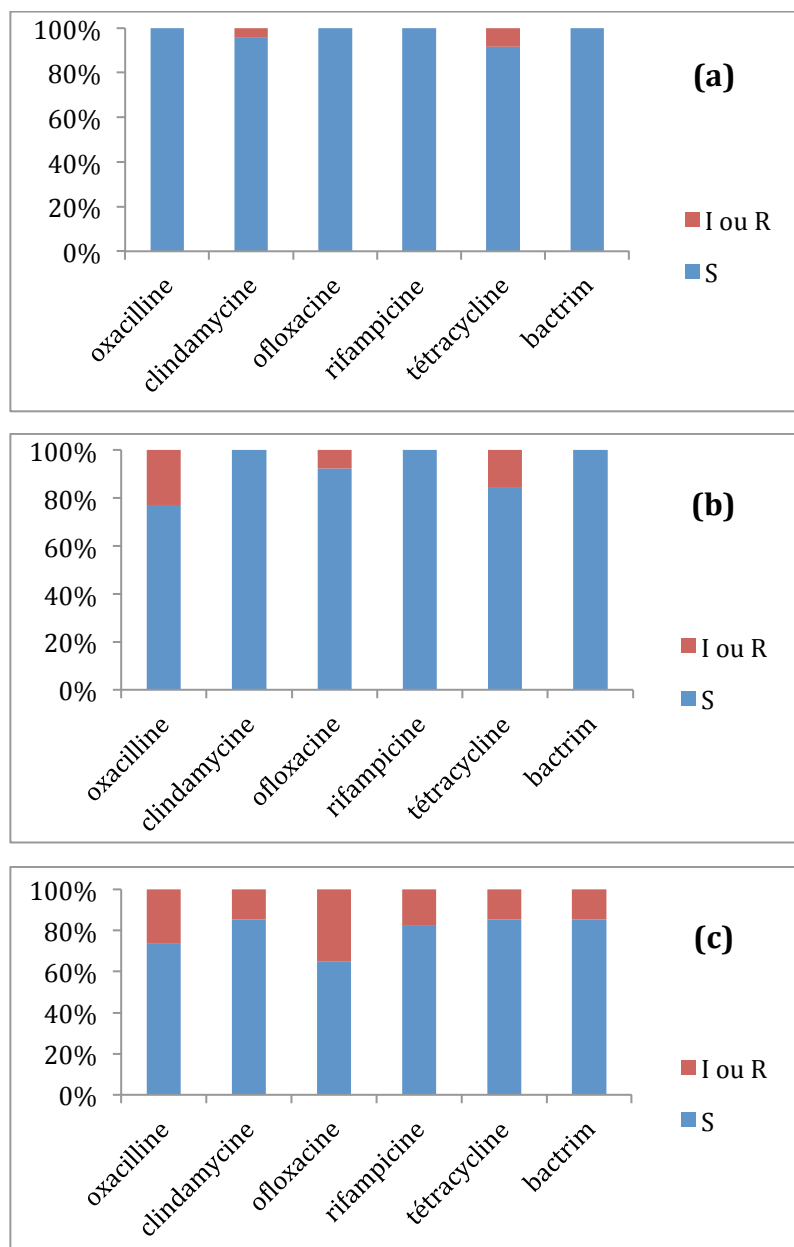 100%
80%
60%
40%
20%
0%
oxacilline
clindamycine
ofloxacine
rifampicine
tétracycline
bactrim
(a)
I ou R
S
100%
80%
60%
40%
20%
0%
oxacilline
clindamycine
ofloxacine
rifampicine
tétracycline
bactrim
(b)
I ou R
S
100%
80%
60%
40%
20%
0%
oxacilline
clindamycine
ofloxacine
rifampicine
tétracycline
bactrim
(c)
I ou R
S